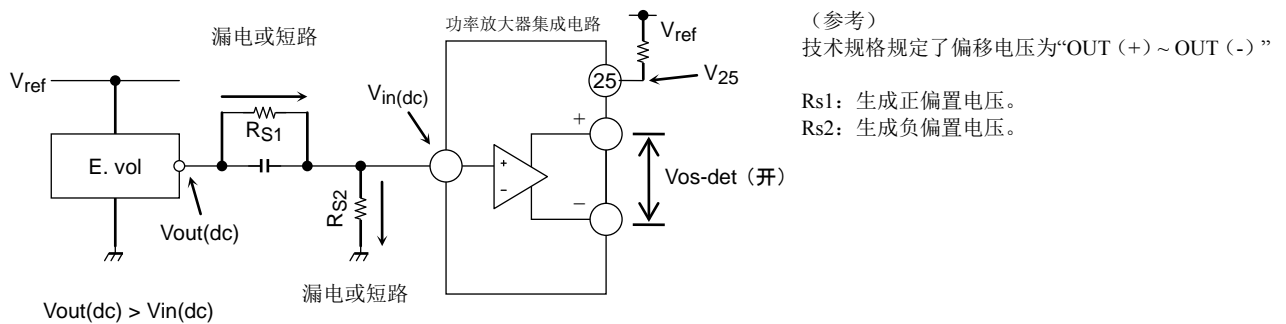 漏电或短路
功率放大器集成电路
Vref
25
V25
Vref
RS1
Vin(dc)
+
E. vol
+
-
Vos-det（开）
RS2
−
Vout(dc)
漏电或短路
Vout(dc) > Vin(dc)
（参考）
技术规格规定了偏移电压为“OUT（+）~ OUT（-）”
Rs1：生成正偏置电压。
Rs2：生成负偏置电压。